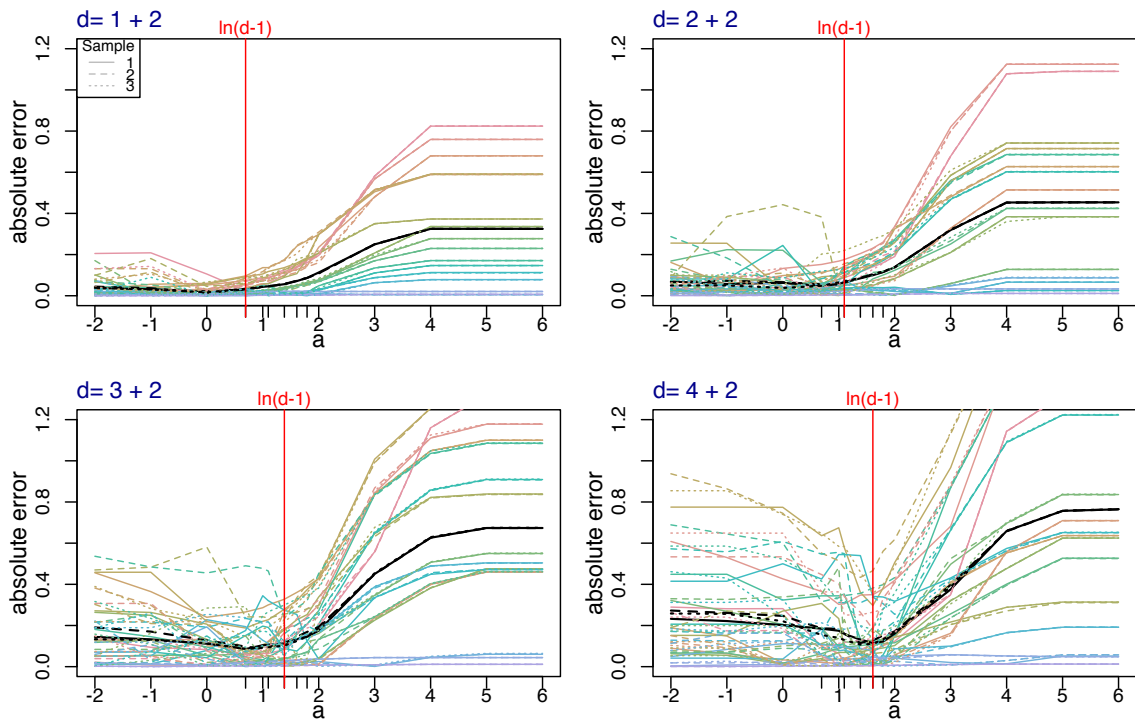 d= 1 + 2
ln(d-1)
absolute error
1.2
0.8
0.4
0.0
Sample
1
2
3
-2 -1 0 1 2 3 4 5 6
a
d= 2 + 2
ln(d-1)
absolute error
1.2
0.8
0.4
0.0
-2 -1 0 1 2 3 4 5 6
a
d= 3 + 2
ln(d-1)
absolute error
1.2
0.8
0.4
0.0
-2 -1 0 1 2 3 4 5 6
a
d= 4 + 2
ln(d-1)
absolute error
1.2
0.8
0.4
0.0
-2 -1 0 1 2 3 4 5 6
a